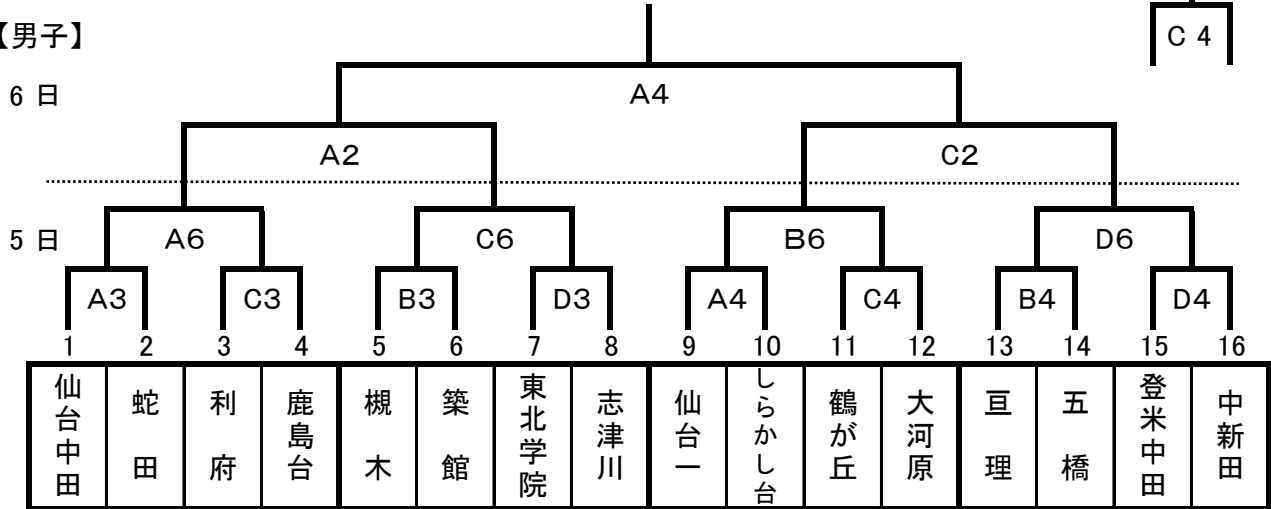 【男子】
C 4
6 日
A4
A2
C2
5 日
A6
C6
B6
D6
A3
C3
B3
D3
A4
C4
B4
D4
1 2 3 4 5 6 7 8 9 10 11 12 13 14 15 16
仙台中田
蛇田
利府
鹿島台
槻木
築館
東北学院
志津川
仙台一
しらかし台
鶴が丘
大河原
亘理
五橋
登米中田
中新田